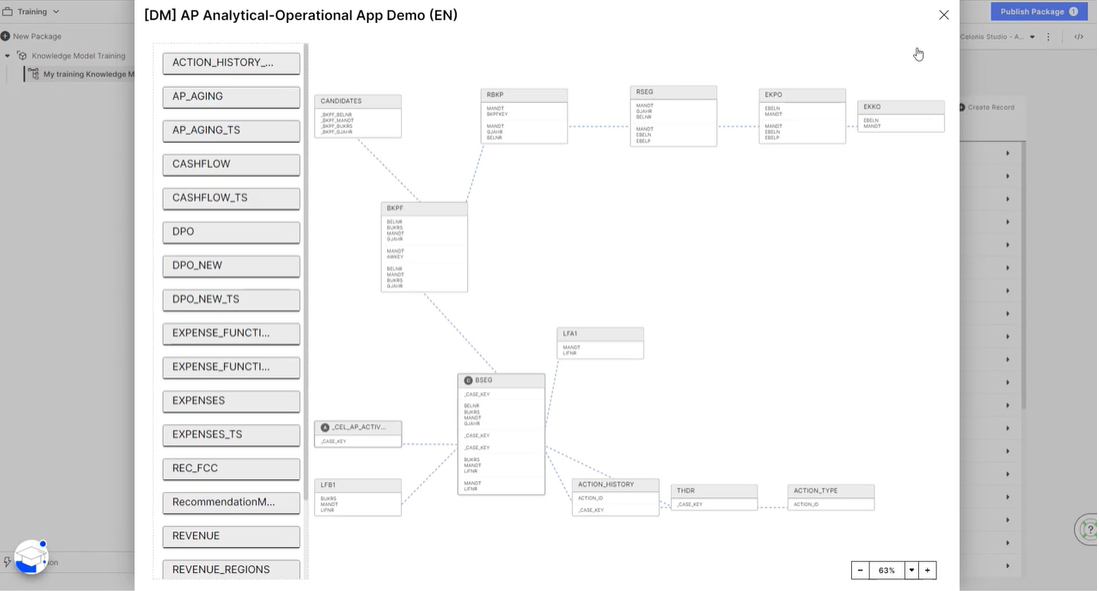 Training
[DM] AP Analytical-Operational App Demo (EN)
Publish Package 1
New Package
Celonis Studio - A...
Knowledge Model Training
My training Knowledge M
Create Record
ACTION_HISTORY_...
AP_AGING
AP_AGING_TS
CASHFLOW
CASHFLOW_TS
DPO
DPO_NEW
DPO_NEW_TS
EXPENSE_FUNCTI...
EXPENSE_FUNCTI...
EXPENSES
EXPENSES_TS
REC_FCC
RecommendationM...
REVENUE
REVENUE_REGIONS
CANDIDATES
_BKPF_BELNR
_BKPF_MANDT
_BKPF_BUKRS
_BKPF_GJAHR
RBKP
MANDT
BKPFKEY
MANDT
GJAHR
BELNR
RSEG
MANDT
GJAHR
BELNR
MANDT
EBELN
EBELP
EKPO
EBELN
MANDT
MANDT
EBELN
EBELP
EKKO
EBELN
MANDT
BKPF
BELNR
BUKRS
MANDT
GJAHR
MANDT
AWKEY
BELNR
MANDT
BUKRS
GJAHR
LFA1
MANDT
LIFNR
C BSEG
_CASE_KEY
BELNR
BUKRS
MANDT
GJAHR
_CASE_KEY
_CASE_KEY
BUKRS
MANDT
LIFNR
MANDT
LIFNR
A _CEL_AP_ACTIV...
_CASE_KEY
LFB1
BUKRS
MANDT
LIFNR
ACTION_HISTORY
ACTION_ID
_CASE_KEY
THDR
_CASE_KEY
ACTION_TYPE
ACTION_ID
63%